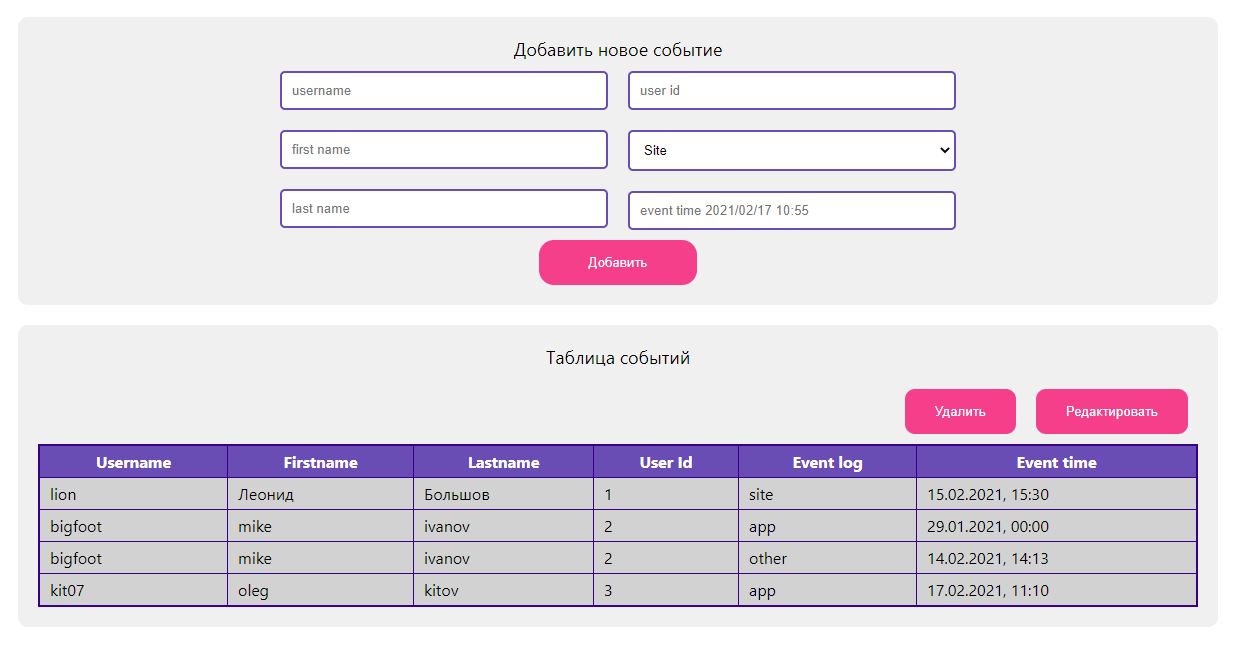 Добавить новое событие
username user id
first name Site
last name event time 2021/02/17 10:55
Добавить
Таблица событий
Удалить Редактировать
Username Firstname Lastname User Id Event log Event time
lion Леонид Большов 1 site 15.02.2021, 15:30
bigfoot mike ivanov 2 app 29.01.2021, 00:00
bigfoot mike ivanov 2 other 14.02.2021, 14:13
kit07 oleg kitov 3 app 17.02.2021, 11:10